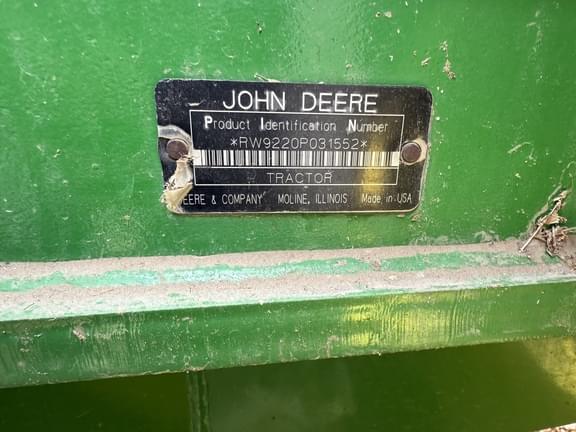 JOHN DEERE
Product Identification Number
*RW9220P031552*
TRACTOR
DEERE & COMPANY MOLINE, ILLINOIS Made in USA